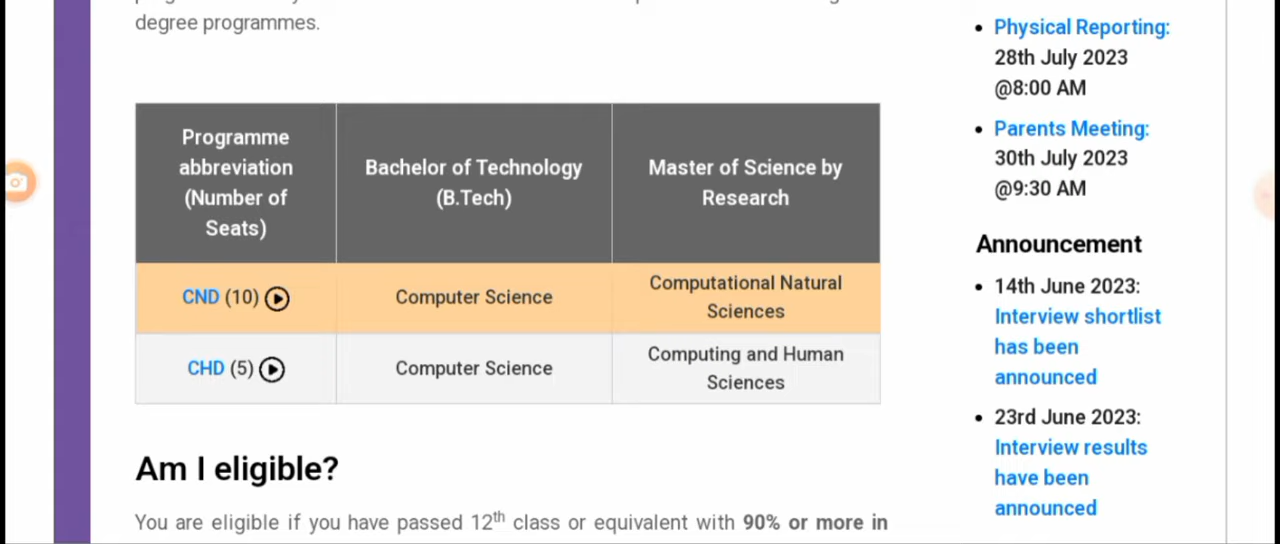 degree programmes.
Programme
abbreviation
(Number of
Seats)
Bachelor of Technology
(B.Tech)
Master of Science by
Research
CND (10)
Computer Science
Computational Natural
Sciences
CHD (5)
Computer Science
Computing and Human
Sciences
Am I eligible?
You are eligible if you have passed 12th class or equivalent with 90% or more in
Physical Reporting:
28th July 2023
@8:00 AM
Parents Meeting:
30th July 2023
@9:30 AM
Announcement
14th June 2023:
Interview shortlist
has been
announced
23rd June 2023:
Interview results
have been
announced